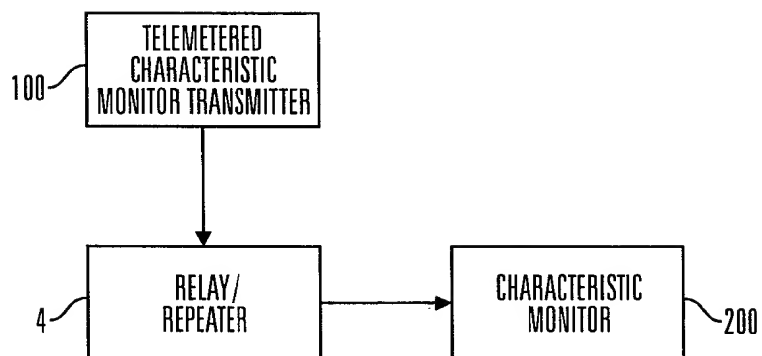 TELEMETERED
CHARACTERISTIC
MONITOR TRANSMITTER
100
RELAY/
REPEATER
4
CHARACTERISTIC
MONITOR
200